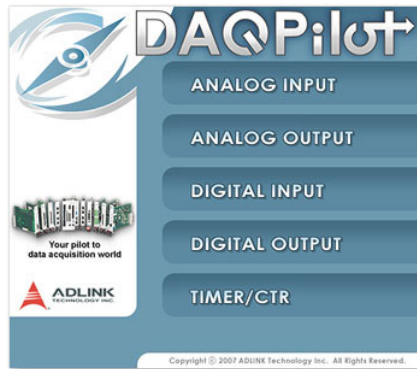 DAQPilot
ANALOG INPUT
ANALOG OUTPUT
DIGITAL INPUT
DIGITAL OUTPUT
TIMER/CTR
Your pilot to
data acquisition world
ADLINK
TECHNOLOGY INC.
Copyright © 2007 ADLINK Technology Inc. All Rights Reserved.